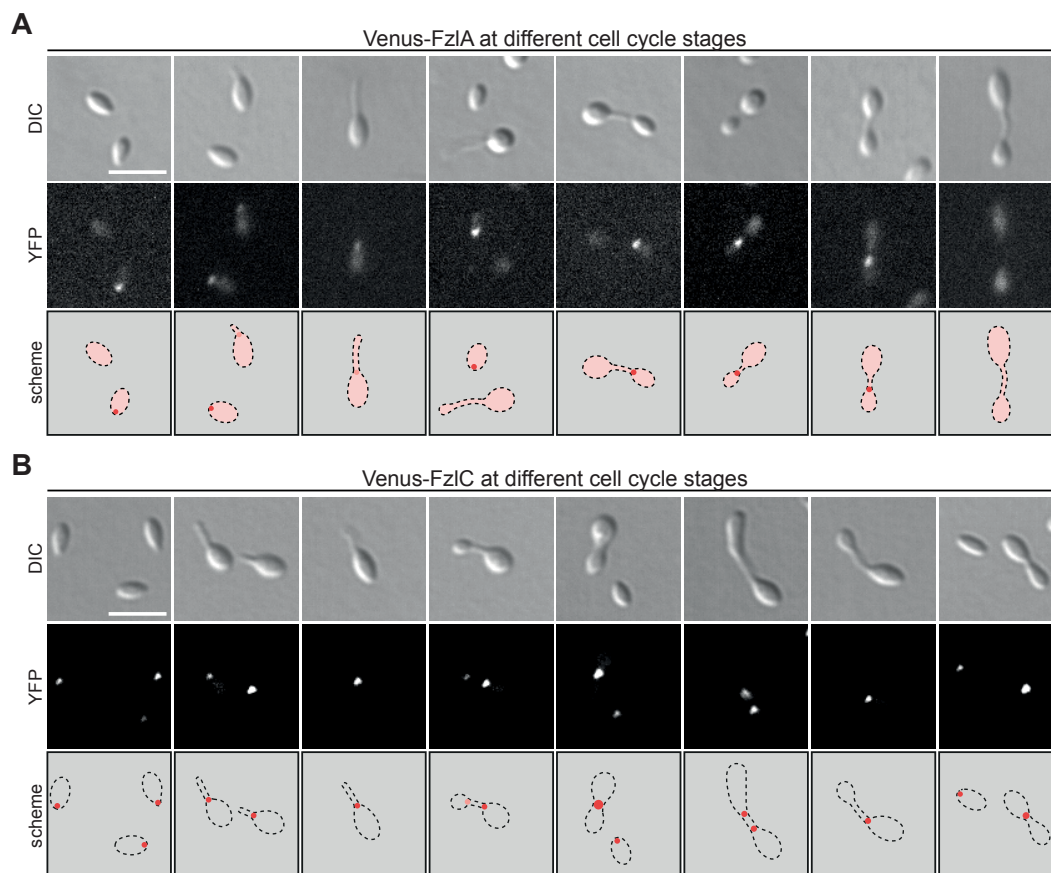 A
Venus-FzlA at different cell cycle stages
DIC
YFP
scheme
B
Venus-FzlC at different cell cycle stages
DIC
YFP
scheme